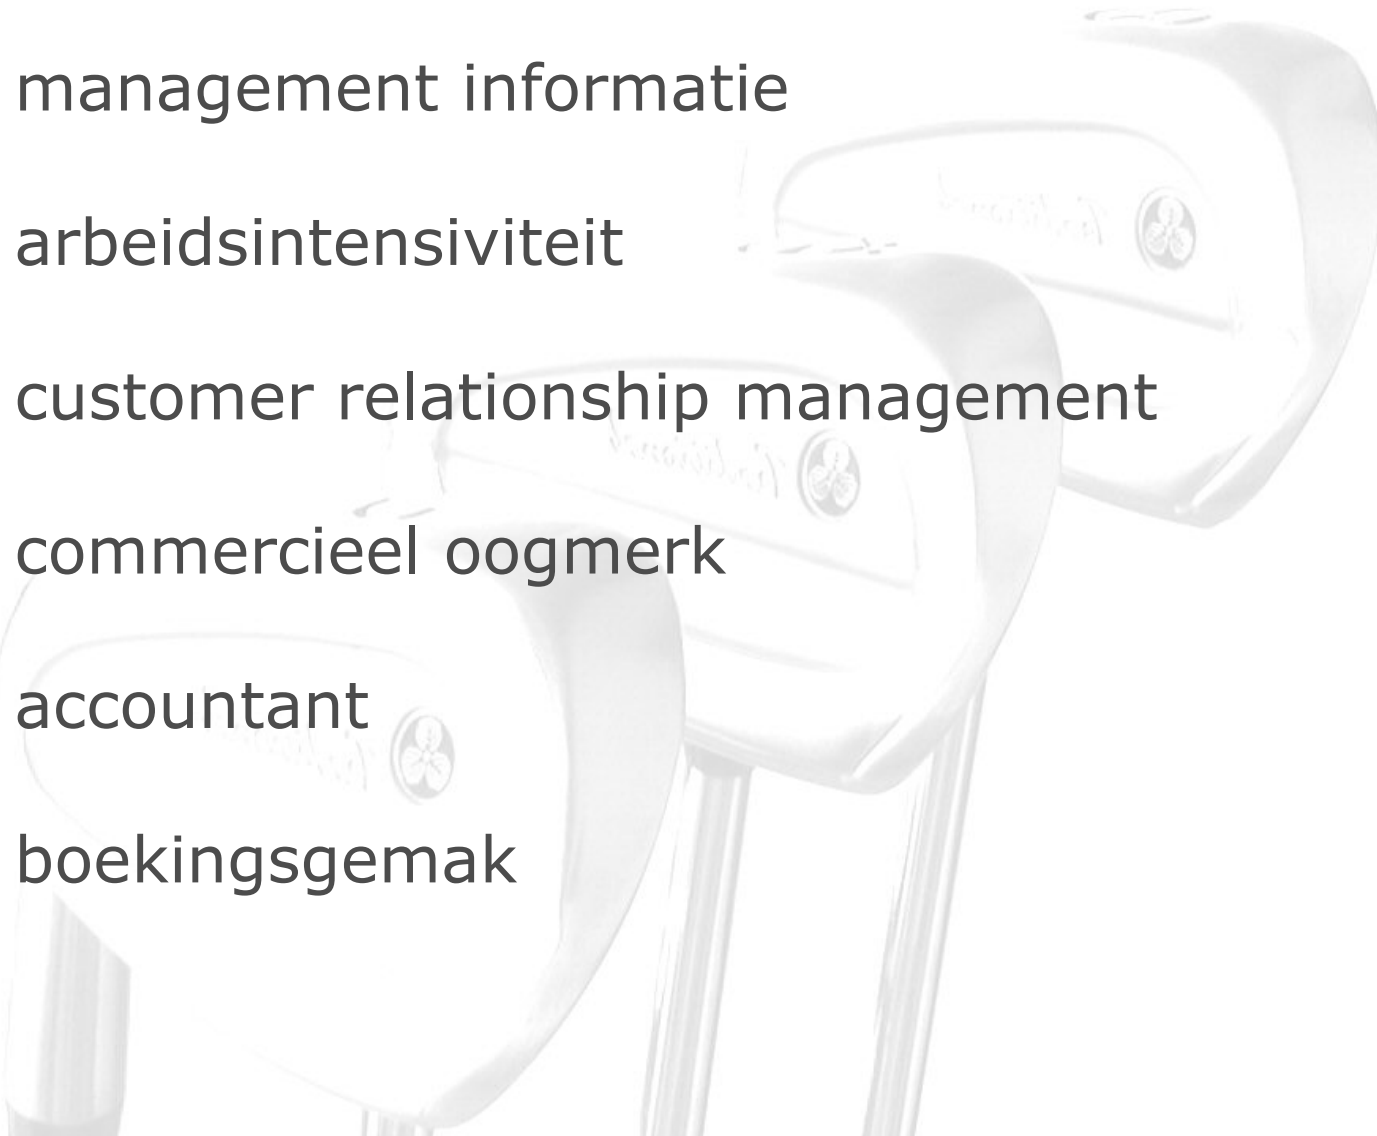 management informatie
arbeidsintensiviteit
customer relationship management
commercieel oogmerk
accountant
boekingsgemak